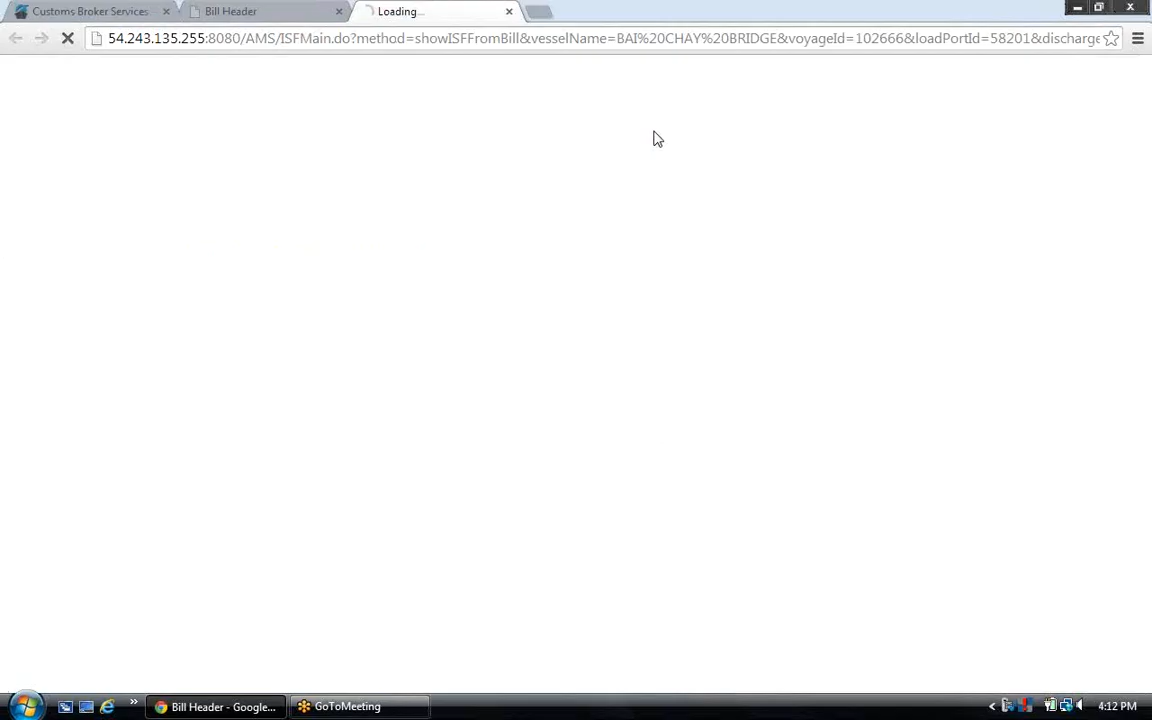 Customs Broker Services
Bill Header
Loading...
54.243.135.255:8080/AMS/ISFMain.do?method=showISFFromBill&vesselName=BAI%20CHAY%20BRIDGE&voyageId=102666&loadPortId=58201&discharge
Bill Header - Google...
GoToMeeting
4:12 PM